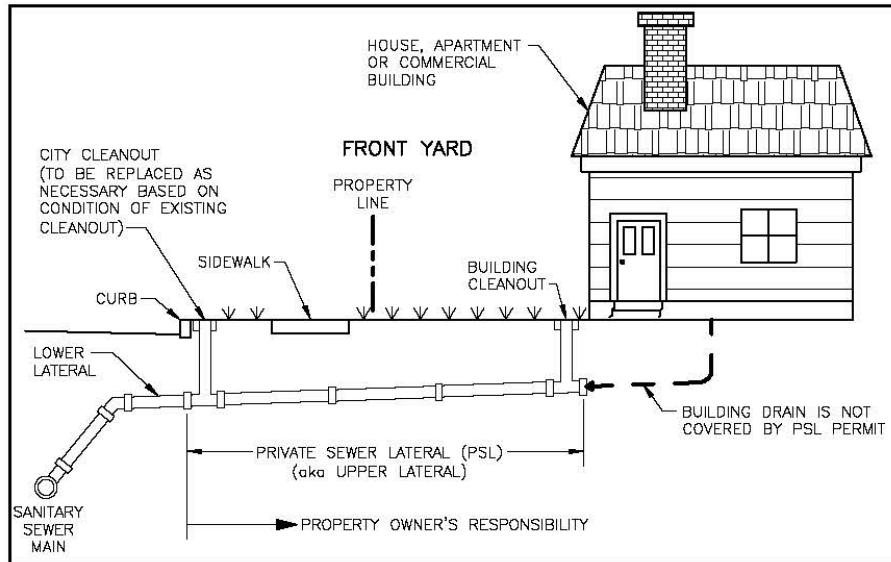 HOUSE, APARTMENT
OR COMMERCIAL
BUILDING
CITY CLEANOUT
(TO BE REPLACED AS
NECESSARY BASED ON
CONDITION OF EXISTING
CLEANOUT)
FRONT YARD
PROPERTY
LINE
SIDEWALK
BUILDING
CLEANOUT
CURB
LOWER
LATERAL
BUILDING DRAIN IS NOT
COVERED BY PSL PERMIT
PRIVATE SEWER LATERAL (PSL)
(aka UPPER LATERAL)
SANITARY
SEWER
MAIN
PROPERTY OWNER'S RESPONSIBILITY